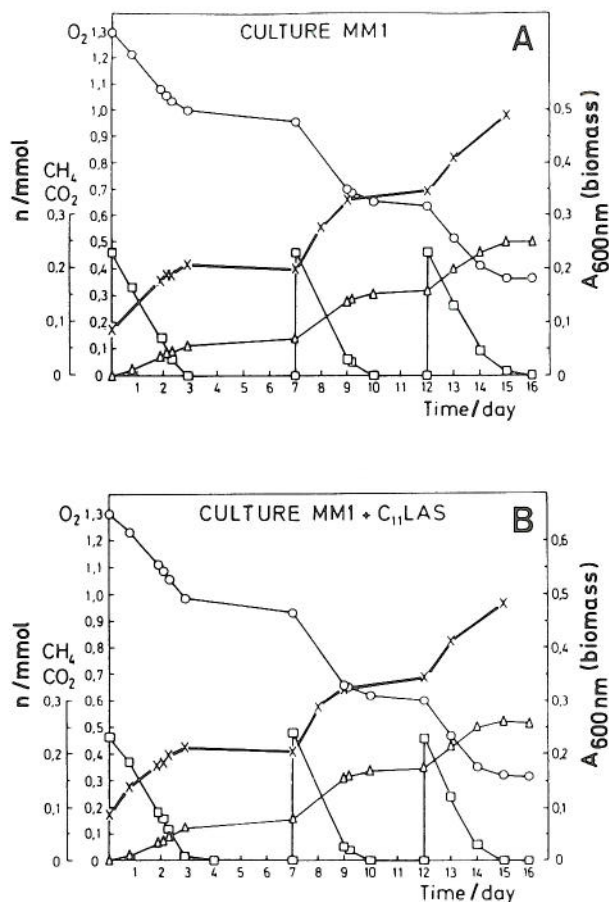 CULTURE MM1
A
O₂
1,3
1,2
1,1
1,0
0,9
0,8
0,7
0,6
0,5
0,4
0,3
0,2
0,1
0
n/mmol
CH₄
CO₂
0,3
0,2
0,1
0
0,5
0,4
0,3
0,2
0,1
0
A600nm (biomass)
1 2 3 4 5 6 7 8 9 10 11 12 13 14 15 16
Time/day
CULTURE MM1 + C₁₁LAS
B
O₂
1,3
1,2
1,1
1,0
0,9
0,8
0,7
0,6
0,5
0,4
0,3
0,2
0,1
0
n/mmol
CH₄
CO₂
0,3
0,2
0,1
0
0,6
0,5
0,4
0,3
0,2
0,1
0
A600nm (biomass)
1 2 3 4 5 6 7 8 9 10 11 12 13 14 15 16
Time/day